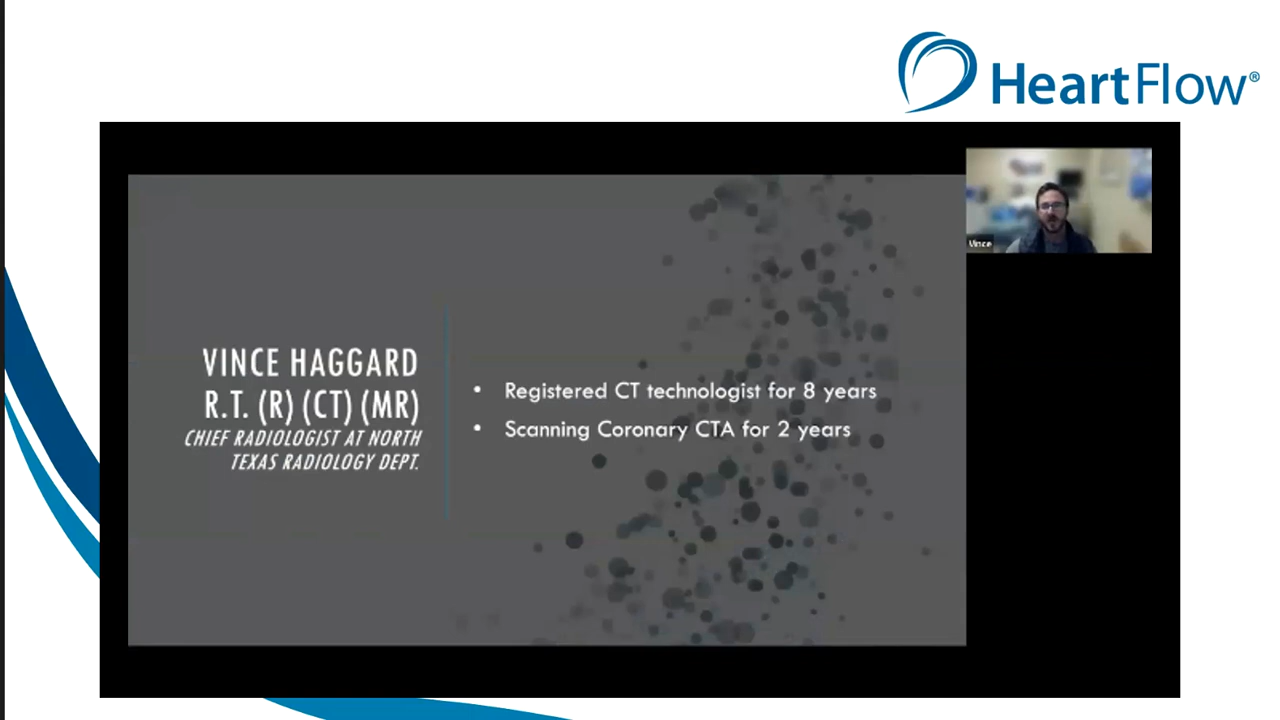 HeartFlow®
Vince
VINCE HAGGARD
R.T. (R) (CT) (MR)
CHIEF RADIOLOGIST AT NORTH
TEXAS RADIOLOGY DEPT.
• Registered CT technologist for 8 years
• Scanning Coronary CTA for 2 years